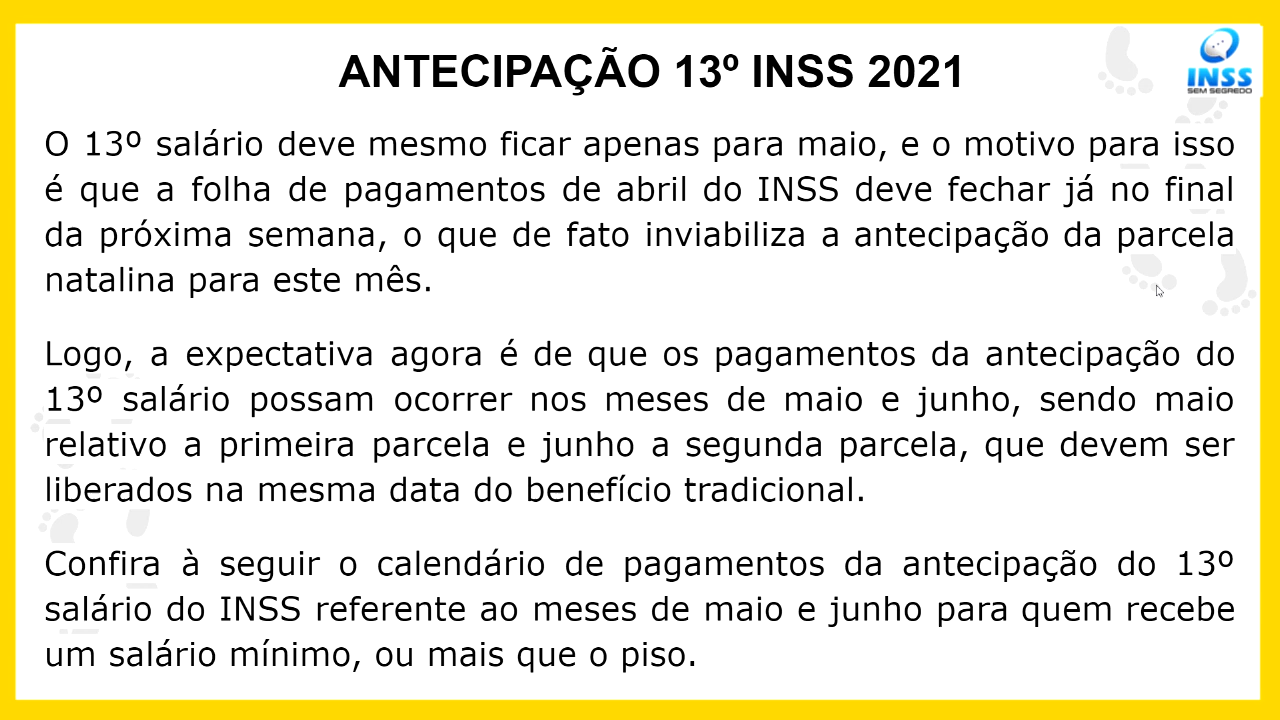 ANTECIPAÇÃO 13º INSS 2021
INSS
SEM SEGREDO
O 13º salário deve mesmo ficar apenas para maio, e o motivo para isso
é que a folha de pagamentos de abril do INSS deve fechar já no final
da próxima semana, o que de fato inviabiliza a antecipação da parcela
natalina para este mês.
Logo, a expectativa agora é de que os pagamentos da antecipação do
13º salário possam ocorrer nos meses de maio e junho, sendo maio
relativo a primeira parcela e junho a segunda parcela, que devem ser
liberados na mesma data do benefício tradicional.
Confira à seguir o calendário de pagamentos da antecipação do 13º
salário do INSS referente ao meses de maio e junho para quem recebe
um salário mínimo, ou mais que o piso.